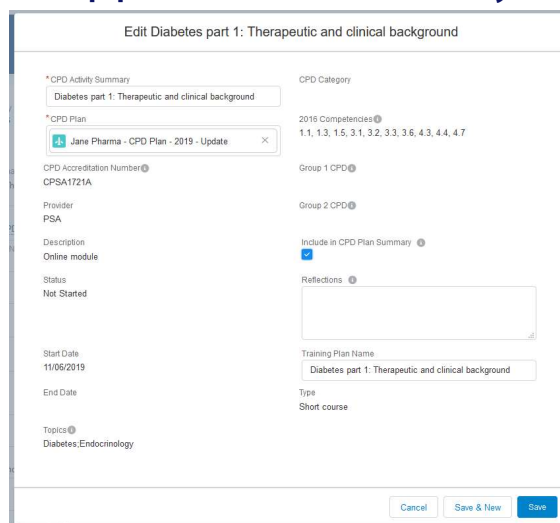 Edit Diabetes part 1: Therapeutic and clinical background
*CPD Activity Summary
Diabetes part 1: Therapeutic and clinical background
CPD Category
*CPD Plan
Jane Pharma - CPD Plan - 2019 - Update
2016 Competencies
1.1, 1.3, 1.5, 3.1, 3.2, 3.3, 3.6, 4.3, 4.4, 4.7
CPD Accreditation Number
CPSA1721A
Group 1 CPD
Provider
PSA
Group 2 CPD
Description
Online module
Include in CPD Plan Summary
Status
Not Started
Reflections
Start Date
11/06/2019
Training Plan Name
Diabetes part 1: Therapeutic and clinical background
End Date
Type
Short course
Topics
Diabetes;Endocrinology
Cancel
Save & New
Save